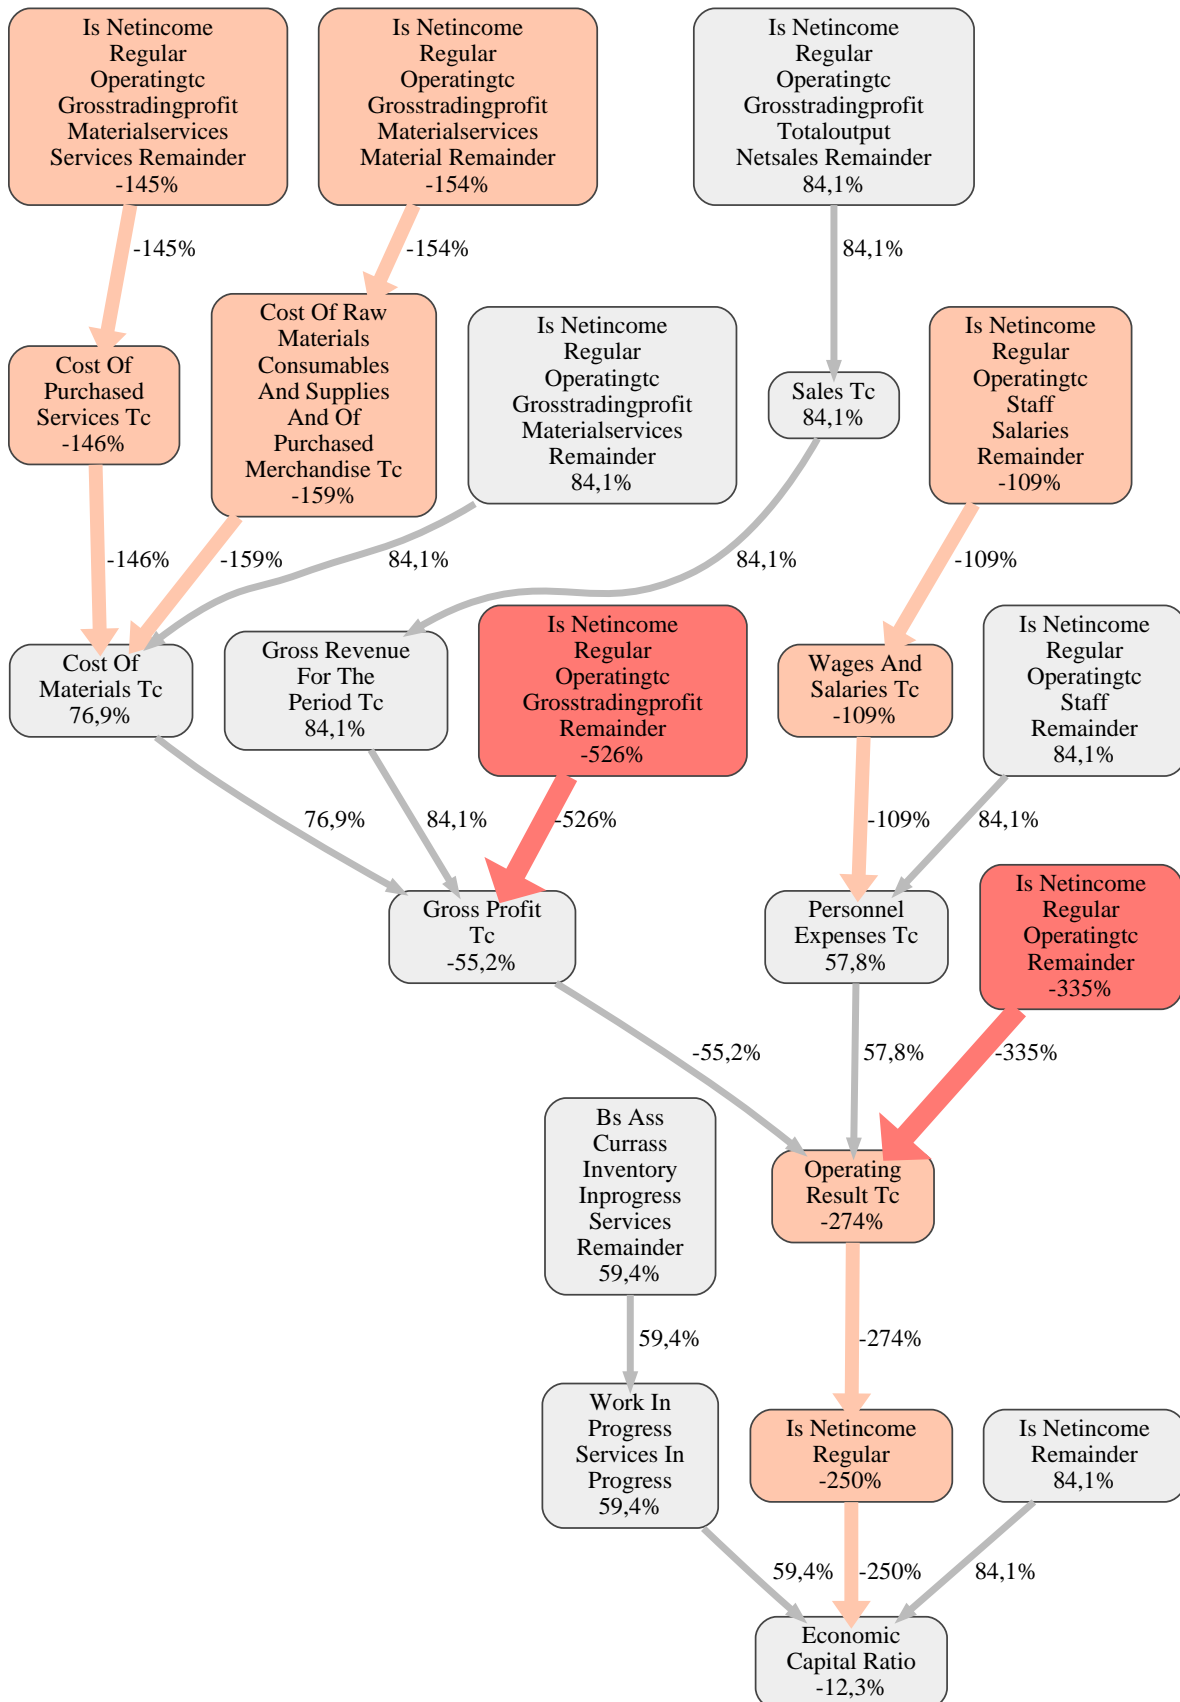 Is Netincome
Regular
Operatingtc
Grosstradingprofit
Materialservices
Services Remainder
-145%
Is Netincome
Regular
Operatingtc
Grosstradingprofit
Materialservices
Material Remainder
-154%
Is Netincome
Regular
Operatingtc
Grosstradingprofit
Totaloutput
Netsales Remainder
84,1%
-145%
-154%
84,1%
Cost Of
Purchased
Services Tc
-146%
Cost Of Raw
Materials
Consumables
And Supplies
And Of
Purchased
Merchandise Tc
-159%
Is Netincome
Regular
Operatingtc
Grosstradingprofit
Materialservices
Remainder
84,1%
Sales Tc
84,1%
Is Netincome
Regular
Operatingtc
Staff
Salaries
Remainder
-109%
-146%
-159%
84,1%
84,1%
-109%
Cost Of
Materials Tc
76,9%
Gross Revenue
For The
Period Tc
84,1%
Is Netincome
Regular
Operatingtc
Grosstradingprofit
Remainder
-526%
Wages And
Salaries Tc
-109%
Is Netincome
Regular
Operatingtc
Staff
Remainder
84,1%
76,9%
84,1%
-526%
-109%
84,1%
Gross Profit
Tc
-55,2%
Personnel
Expenses Tc
57,8%
Is Netincome
Regular
Operatingtc
Remainder
-335%
-55,2%
57,8%
-335%
Bs Ass
Currass
Inventory
Inprogress
Services
Remainder
59,4%
Operating
Result Tc
-274%
59,4%
-274%
Work In
Progress
Services In
Progress
59,4%
Is Netincome
Regular
-250%
Is Netincome
Remainder
84,1%
59,4%
-250%
84,1%
Economic
Capital Ratio
-12,3%